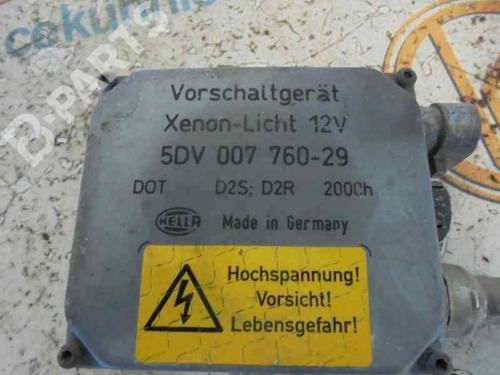 B-PARTS
Vorschaltgerät
Xenon-Licht 12V
5DV 007 760-29
DOT D2S; D2R 2000h
HELLA Made in Germany
Hochspannung!
Vorsicht!
Lebensgefahr!